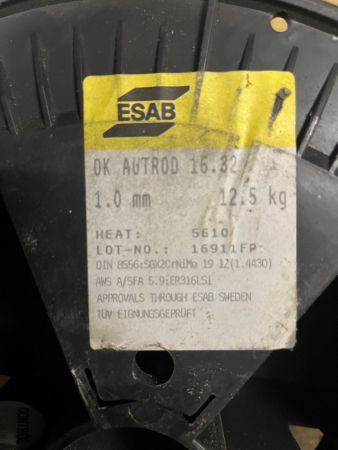 ESAB
OK AUTROD 16.32
1.0 mm 12.5 kg
HEAT: 5610
LOT-NO.: 16911FP
DIN 8556:SGX2CrNiMo 19 12(1.4430)
AWS A/SFA 5.9:ER316LSi
APPROVALS THROUGH ESAB SWEDEN
TÜV EIGNUNGSGEPRÜFT
CONTROL